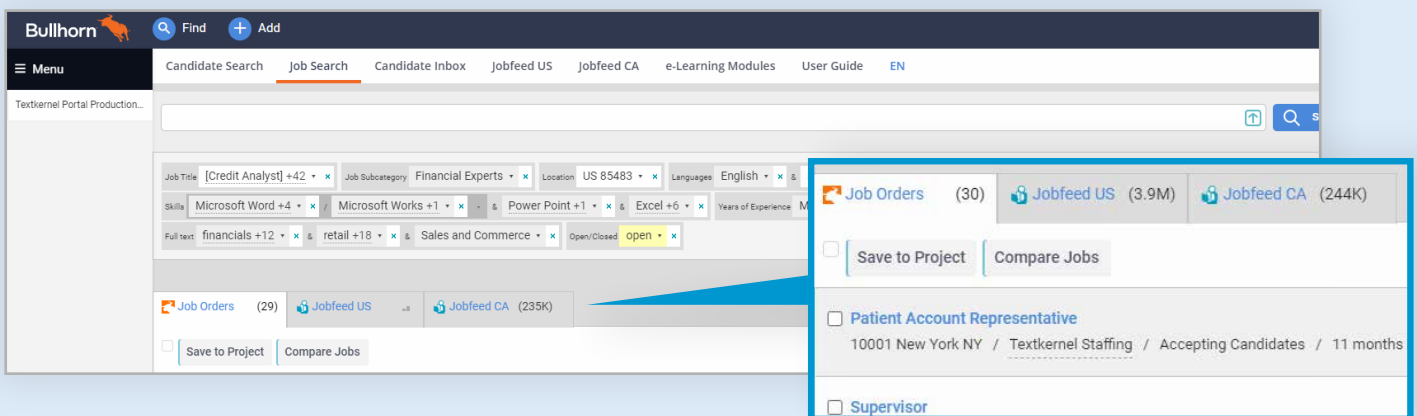 Bullhorn Find Add
Menu
Candidate Search Job Search Candidate Inbox Jobfeed US Jobfeed CA e-Learning Modules User Guide EN
Textkernel Portal Production...
Job Title [Credit Analyst] +42 Job Subcategory Financial Experts Location US 85483 Languages English &
Skills Microsoft Word +4 / Microsoft Works +1 - & Power Point +1 & Excel +6 Years of Experience
Full text financials +12 & retail +18 & Sales and Commerce Open/Closed open
Job Orders (29) Jobfeed US Jobfeed CA (235K)
Save to Project Compare Jobs
Job Orders (30) Jobfeed US (3.9M) Jobfeed CA (244K)
Save to Project Compare Jobs
Patient Account Representative
10001 New York NY / Textkernel Staffing / Accepting Candidates / 11 months
Supervisor